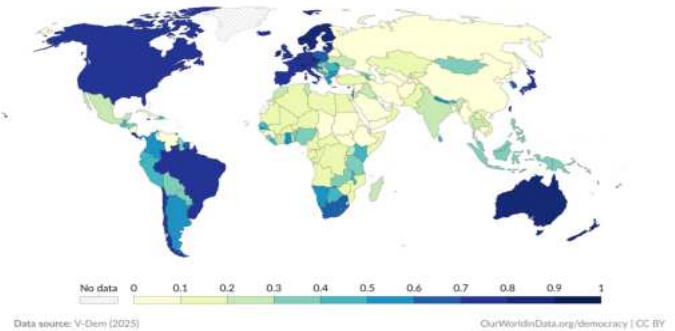 No data 0 0.1 0.2 0.3 0.4 0.5 0.6 0.7 0.8 0.9 1
Data source: V-Dem (2025) OurWorldinData.org/democracy | CC BY